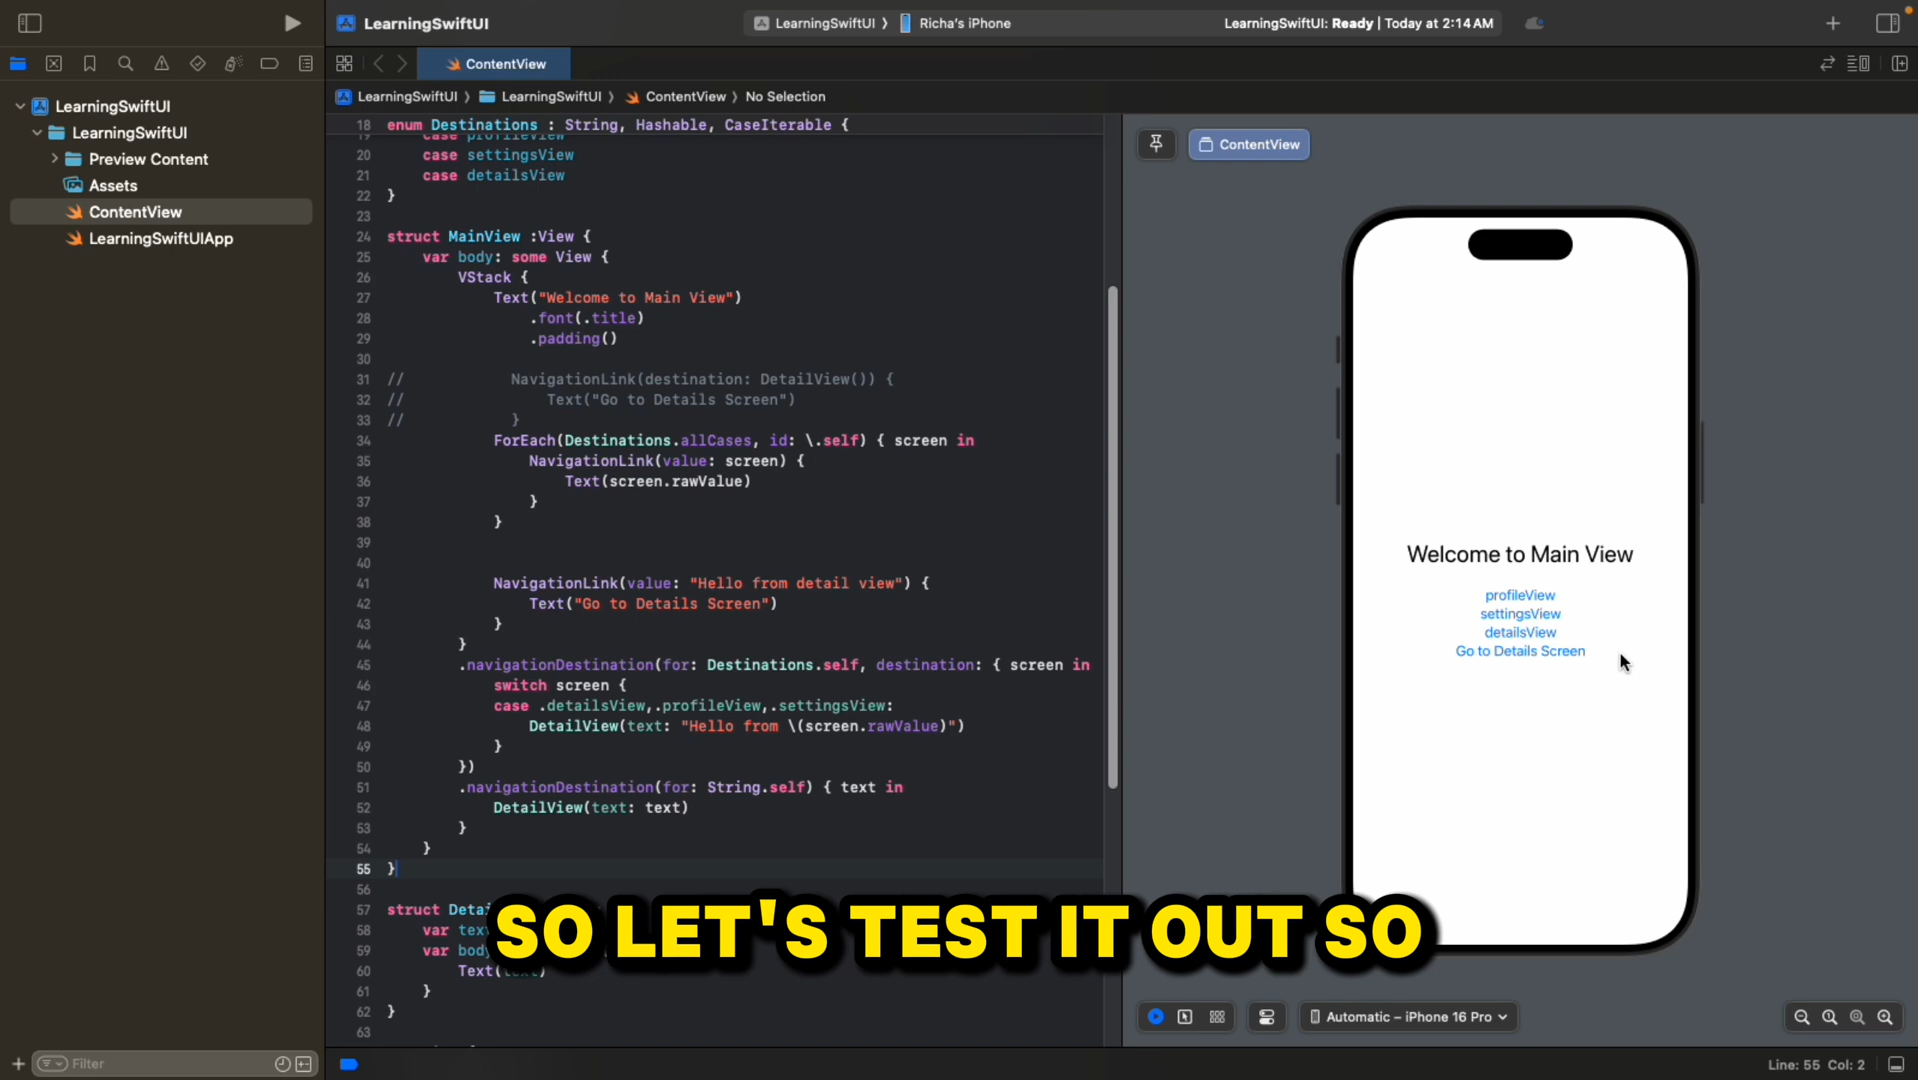 LearningSwiftUI
LearningSwiftUI
Richa's iPhone
LearningSwiftUI: Ready | Today at 2:14 AM
ContentView
LearningSwiftUI
LearningSwiftUI
ContentView
No Selection
LearningSwiftUI
LearningSwiftUI
Preview Content
Assets
ContentView
LearningSwiftUIApp
18 enum Destinations : String, Hashable, CaseIterable {
19 case profileView
20 case settingsView
21 case detailsView
22 }
23
24 struct MainView :View {
25 var body: some View {
26 VStack {
27 Text("Welcome to Main View")
28 .font(.title)
29 .padding()
30
31 // NavigationLink(destination: DetailView()) {
32 // Text("Go to Details Screen")
33 // }
34 ForEach(Destinations.allCases, id: \.self) { screen in
35 NavigationLink(value: screen) {
36 Text(screen.rawValue)
37 }
38 }
39
40
41 NavigationLink(value: "Hello from detail view") {
42 Text("Go to Details Screen")
43 }
44 }
45 .navigationDestination(for: Destinations.self, destination: { screen in
46 switch screen {
47 case .detailsView,.profileView,.settingsView:
48 DetailView(text: "Hello from \(screen.rawValue)")
49 }
50 })
51 .navigationDestination(for: String.self) { text in
52 DetailView(text: text)
53 }
54 }
55 }
56
57 struct Deta
58 var tex
59 var bod
60 Text(
61 }
62 }
63
ContentView
Welcome to Main View
profileView
settingsView
detailsView
Go to Details Screen
SO LET'S TEST IT OUT SO
Automatic – iPhone 16 Pro
Filter
Line: 55 Col: 2